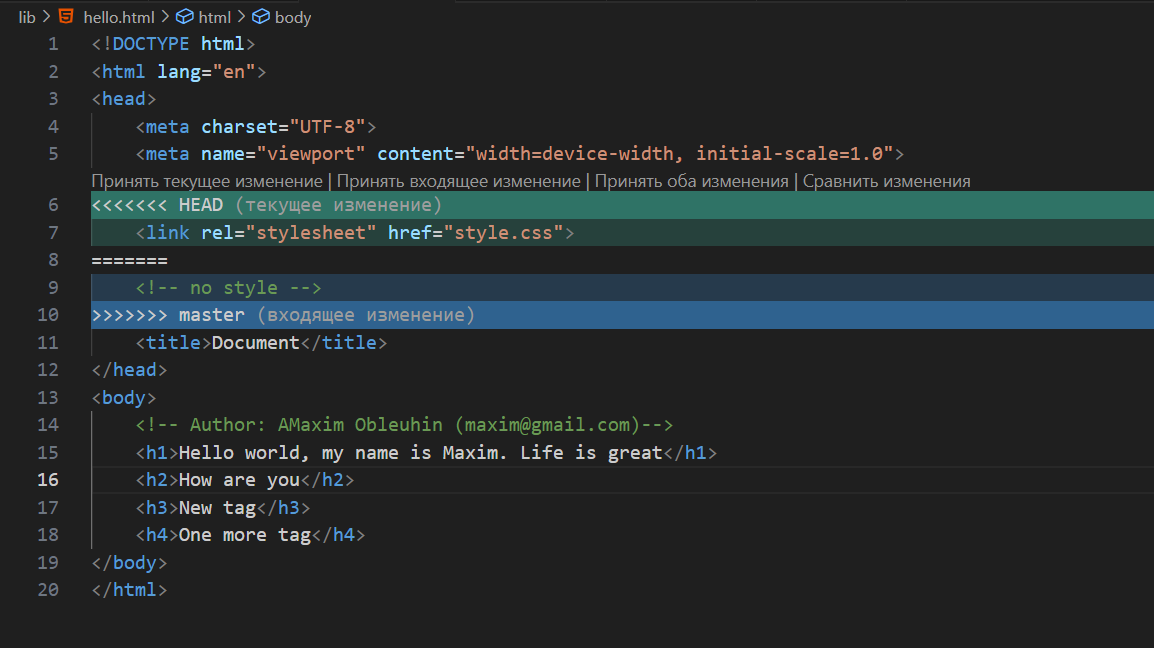 lib > hello.html > html > body
1 <!DOCTYPE html>
2 <html lang="en">
3 <head>
4     <meta charset="UTF-8">
5     <meta name="viewport" content="width=device-width, initial-scale=1.0">
Принять текущее изменение | Принять входящее изменение | Принять оба изменения | Сравнить изменения
6 <<<<<<< HEAD (текущее изменение)
7     <link rel="stylesheet" href="style.css">
8 =======
9     <!-- no style -->
10 >>>>>>> master (входящее изменение)
11     <title>Document</title>
12 </head>
13 <body>
14     <!-- Author: AMaxim Obleuhin (maxim@gmail.com)-->
15     <h1>Hello world, my name is Maxim. Life is great</h1>
16     <h2>How are you</h2>
17     <h3>New tag</h3>
18     <h4>One more tag</h4>
19 </body>
20 </html>